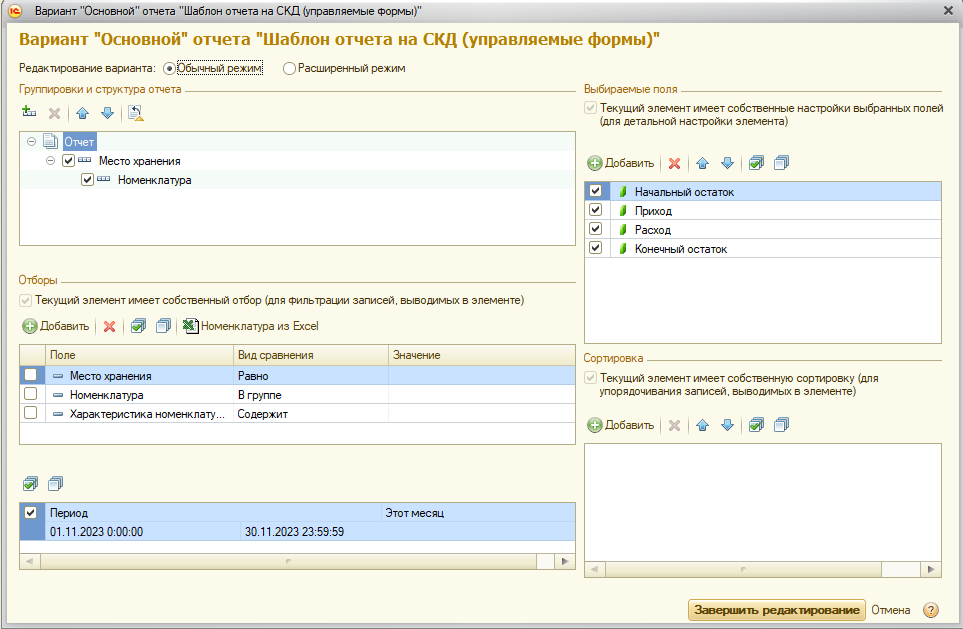 Вариант "Основной" отчета "Шаблон отчета на СКД (управляемые формы)"
Вариант "Основной" отчета "Шаблон отчета на СКД (управляемые формы)"
Редактирование варианта: Обычный режим Расширенный режим
Группировки и структура отчета
Отчет
Место хранения
Номенклатура
Отборы
Текущий элемент имеет собственный отбор (для фильтрации записей, выводимых в элементе)
Добавить Номенклатура из Excel
Поле Вид сравнения Значение
Место хранения Равно
Номенклатура В группе
Характеристика номенклату... Содержит
Период Этот месяц
01.11.2023 0:00:00 30.11.2023 23:59:59
Выбираемые поля
Текущий элемент имеет собственные настройки выбранных полей
(для детальной настройки элемента)
Добавить
Начальный остаток
Приход
Расход
Конечный остаток
Сортировка
Текущий элемент имеет собственную сортировку (для
упорядочивания записей, выводимых в элементе)
Добавить
Завершить редактирование Отмена ?